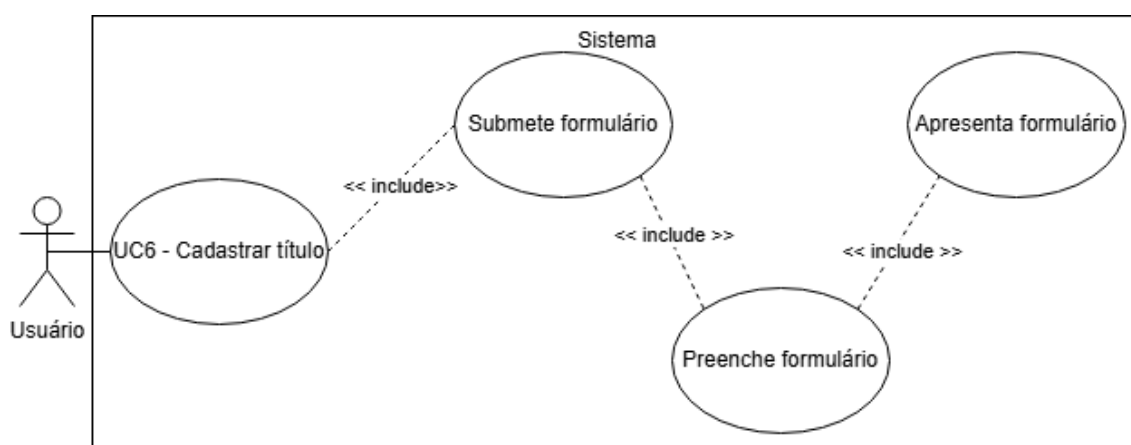 Sistema
Submete formulário
Apresenta formulário
<< include>>
UC6 - Cadastrar título
<< include >>
<< include >>
Usuário
Preenche formulário